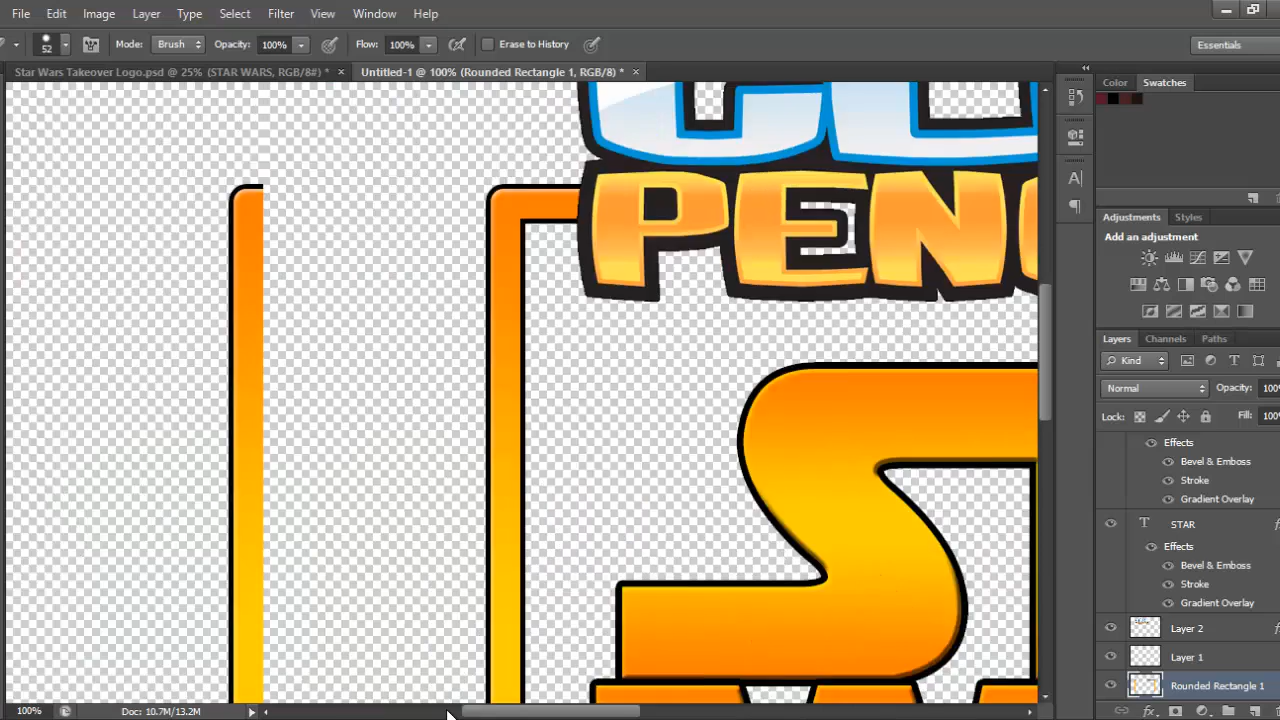 File Edit Image Layer Type Select Filter View Window Help
52 Mode: Brush Opacity: 100% Flow: 100% Erase to History Essentials
Star Wars Takeover Logo.psd @ 25% (STAR WARS, RGB/8#) * × Untitled-1 @ 100% (Rounded Rectangle 1, RGB/8) * ×
Color Swatches
PEN
ST
Adjustments Styles
Add an adjustment
Layers Channels Paths
Kind
Normal Opacity: 100%
Lock: Fill: 100%
Effects
Bevel & Emboss
Stroke
Gradient Overlay
T STAR fx
Effects
Bevel & Emboss
Stroke
Gradient Overlay
Layer 2
Layer 1
Rounded Rectangle 1
100% Doc: 10.7M/13.2M